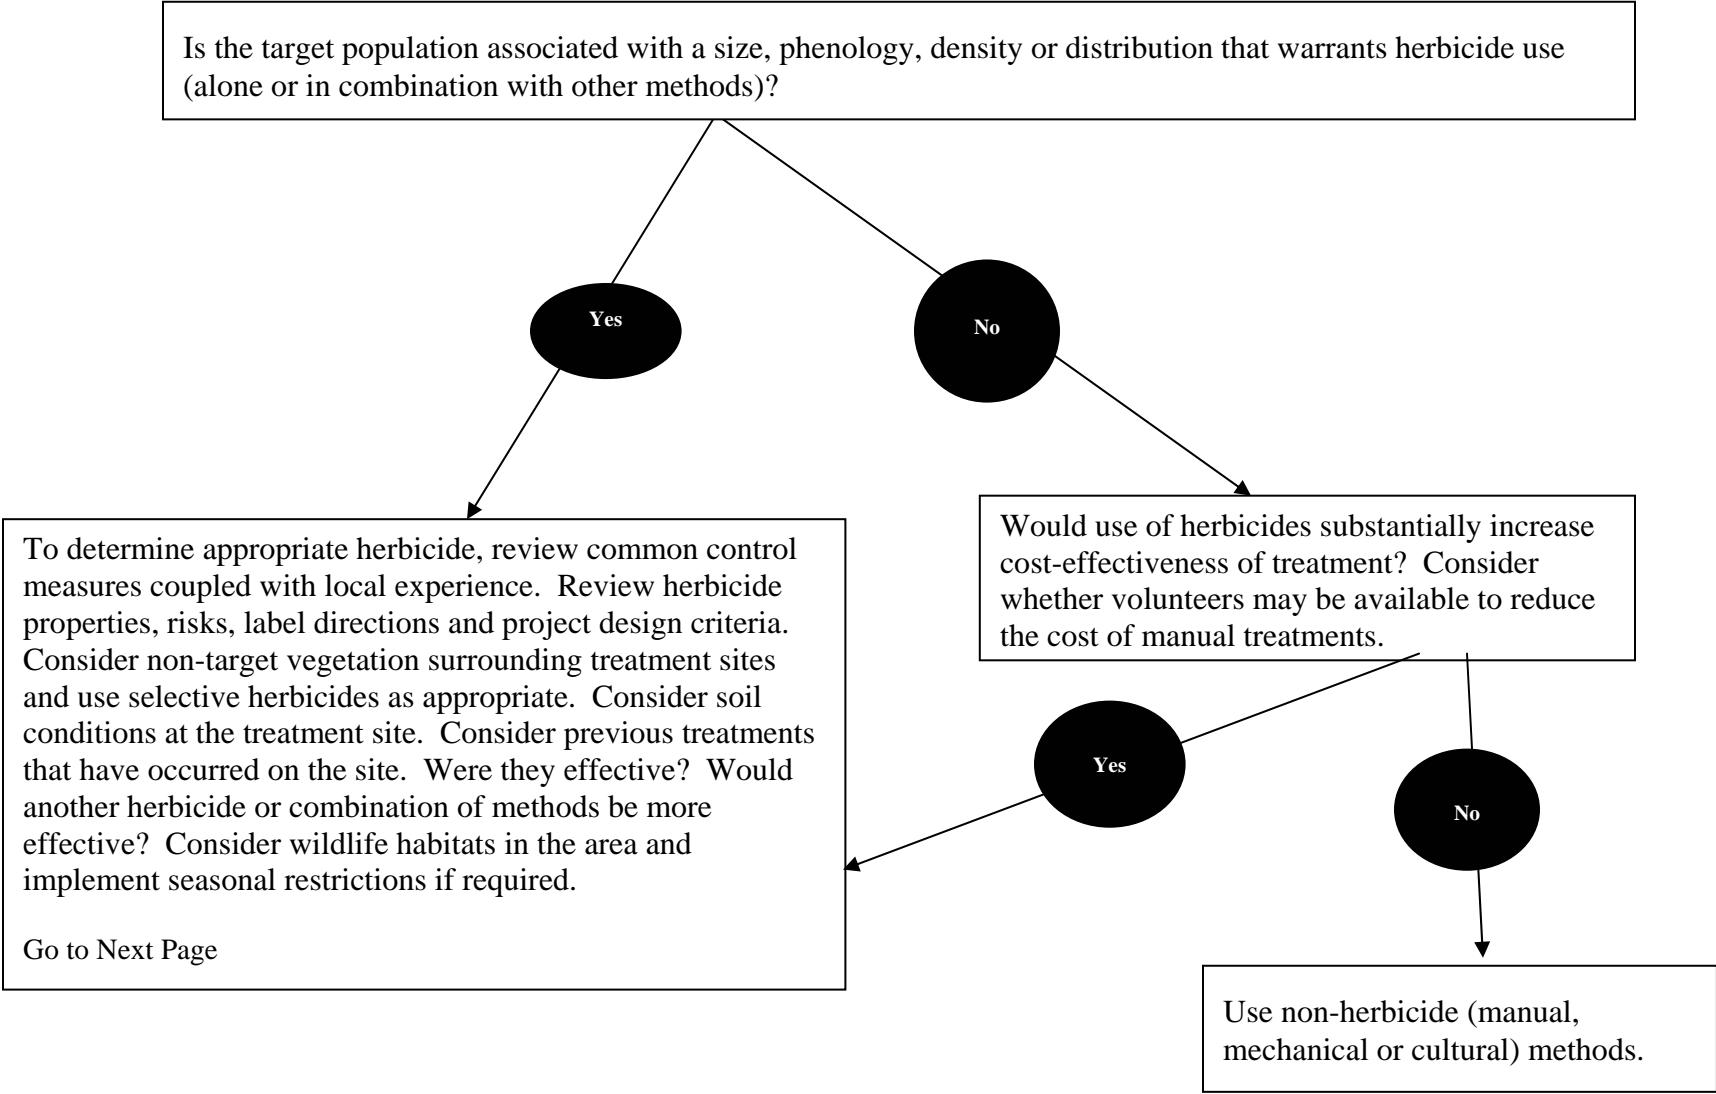 Is the target population associated with a size, phenology, density or distribution that warrants herbicide use
(alone or in combination with other methods)?
Yes
No
To determine appropriate herbicide, review common control
measures coupled with local experience.  Review herbicide
properties, risks, label directions and project design criteria.
Consider non-target vegetation surrounding treatment sites
and use selective herbicides as appropriate.  Consider soil
conditions at the treatment site.  Consider previous treatments
that have occurred on the site.  Were they effective?  Would
another herbicide or combination of methods be more
effective?  Consider wildlife habitats in the area and
implement seasonal restrictions if required.
Go to Next Page
Would use of herbicides substantially increase
cost-effectiveness of treatment?  Consider
whether volunteers may be available to reduce
the cost of manual treatments.
Yes
No
Use non-herbicide (manual,
mechanical or cultural) methods.